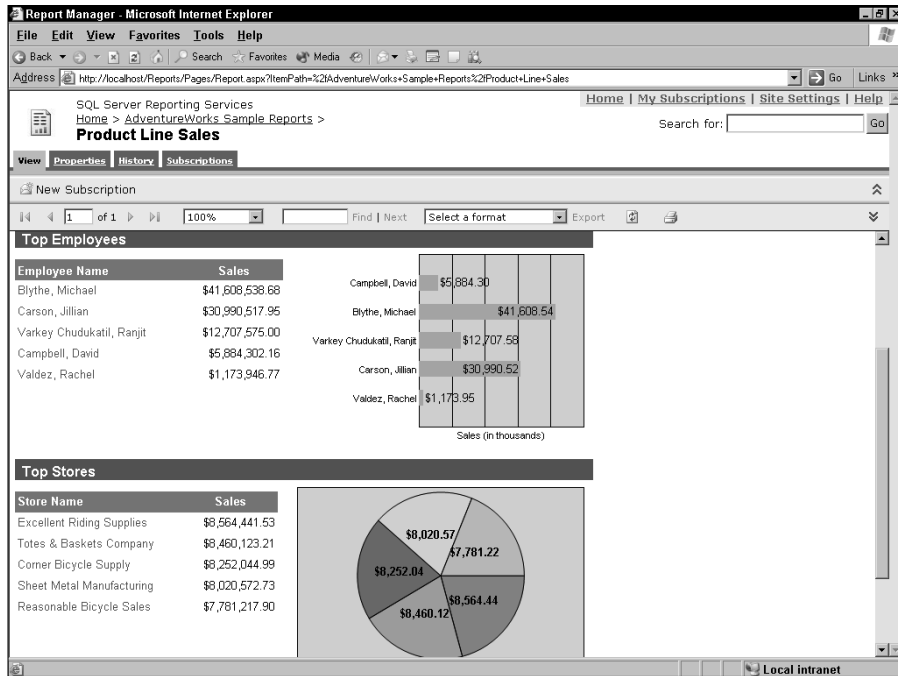 Report Manager - Microsoft Internet Explorer
File Edit View Favorites Tools Help
Back Search Favorites Media
Address http://localhost/Reports/Pages/Report.aspx?ItemPath=%2fAdventureWorks+Sample+Reports%2fProduct+Line+Sales Go Links »
SQL Server Reporting Services
Home | My Subscriptions | Site Settings | Help
Home > AdventureWorks Sample Reports >
Product Line Sales
Search for: Go
View Properties History Subscriptions
New Subscription
1 of 1 100% Find | Next Select a format Export
Top Employees
Employee Name Sales
Blythe, Michael $41,608,538.68
Carson, Jillian $30,990,517.95
Varkey Chudukatil, Ranjit $12,707,575.00
Campbell, David $5,884,302.16
Valdez, Rachel $1,173,946.77
Campbell, David $5,884.30
Blythe, Michael $41,608.54
Varkey Chudukatil, Ranjit $12,707.58
Carson, Jillian $30,990.52
Valdez, Rachel $1,173.95
Sales (in thousands)
Top Stores
Store Name Sales
Excellent Riding Supplies $8,564,441.53
Totes & Baskets Company $8,460,123.21
Corner Bicycle Supply $8,252,044.99
Sheet Metal Manufacturing $8,020,572.73
Reasonable Bicycle Sales $7,781,217.90
$8,020.57
$7,781.22
$8,252.04
$8,564.44
$8,460.12
Local intranet